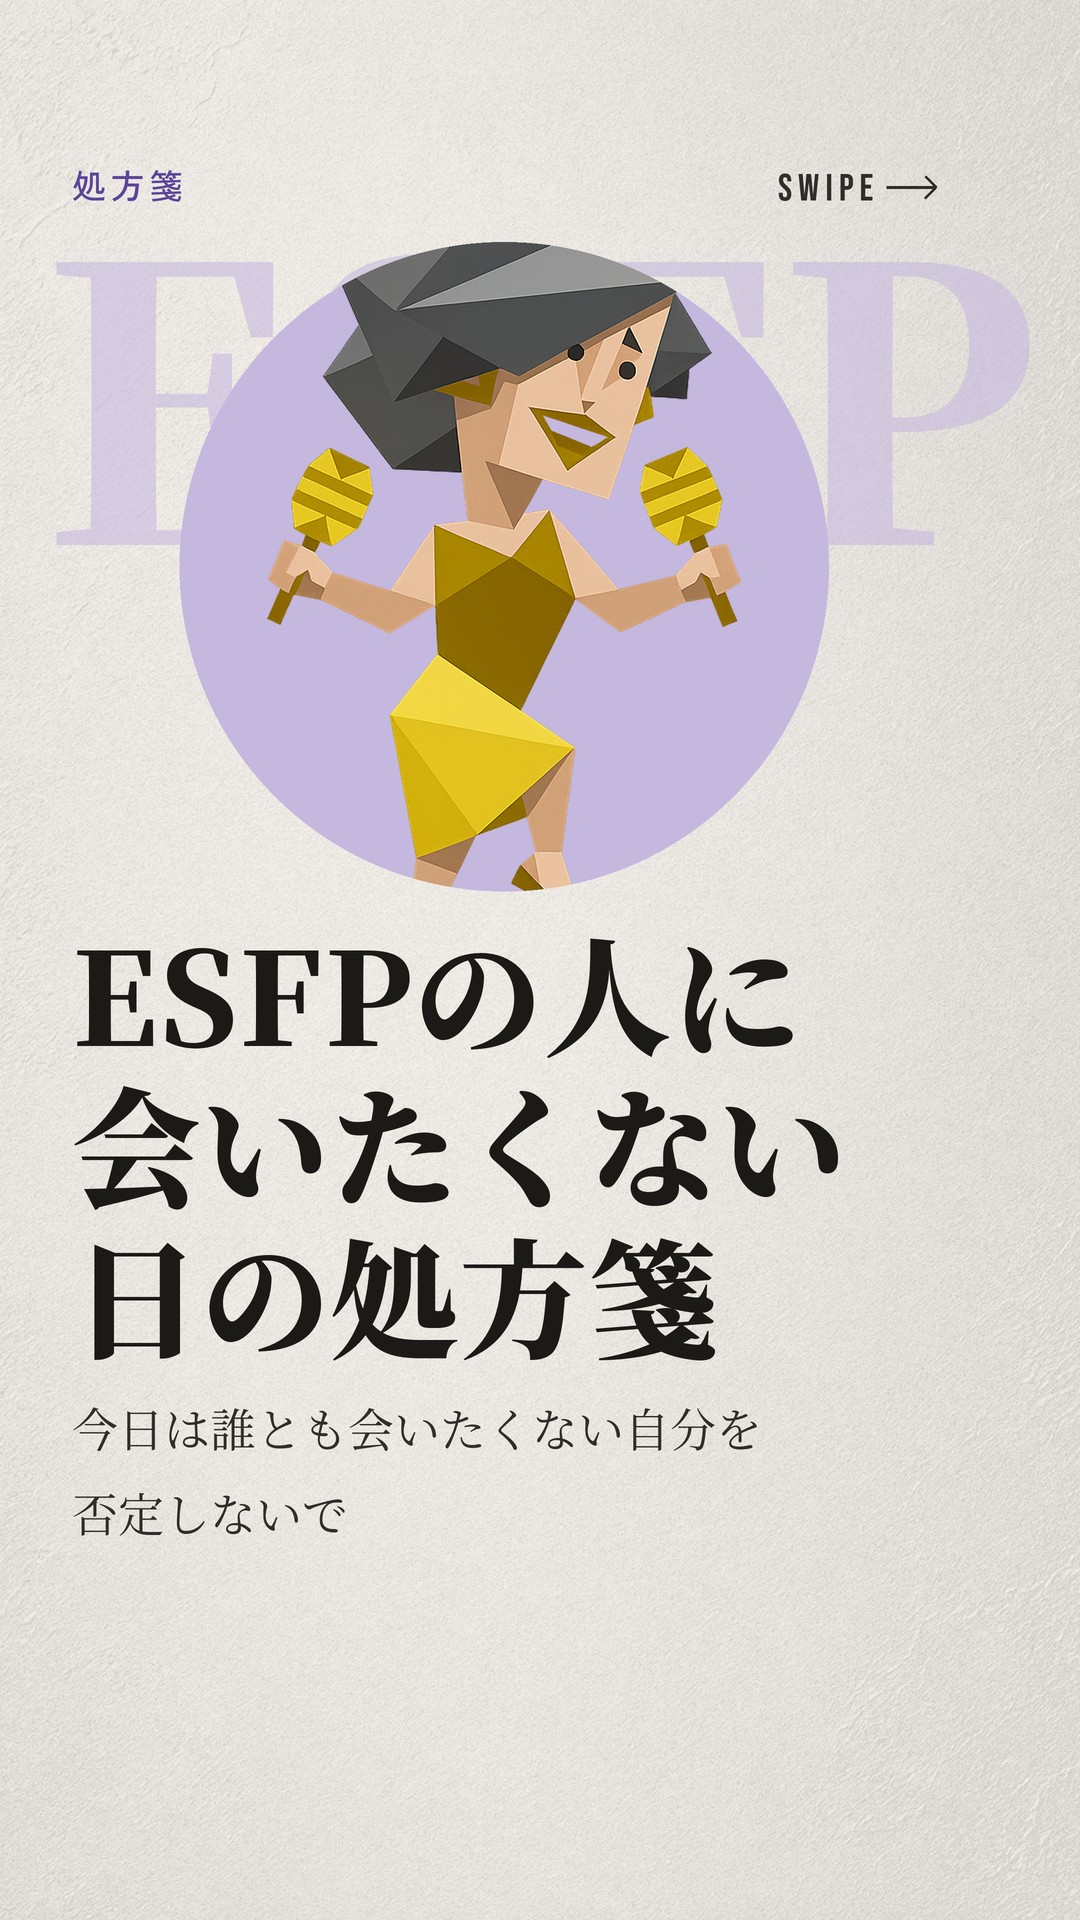 処方箋
SWIPE →
ESFP
ESFPの人に
会いたくない
日の処方箋
今日は誰とも会いたくない自分を
否定しないで